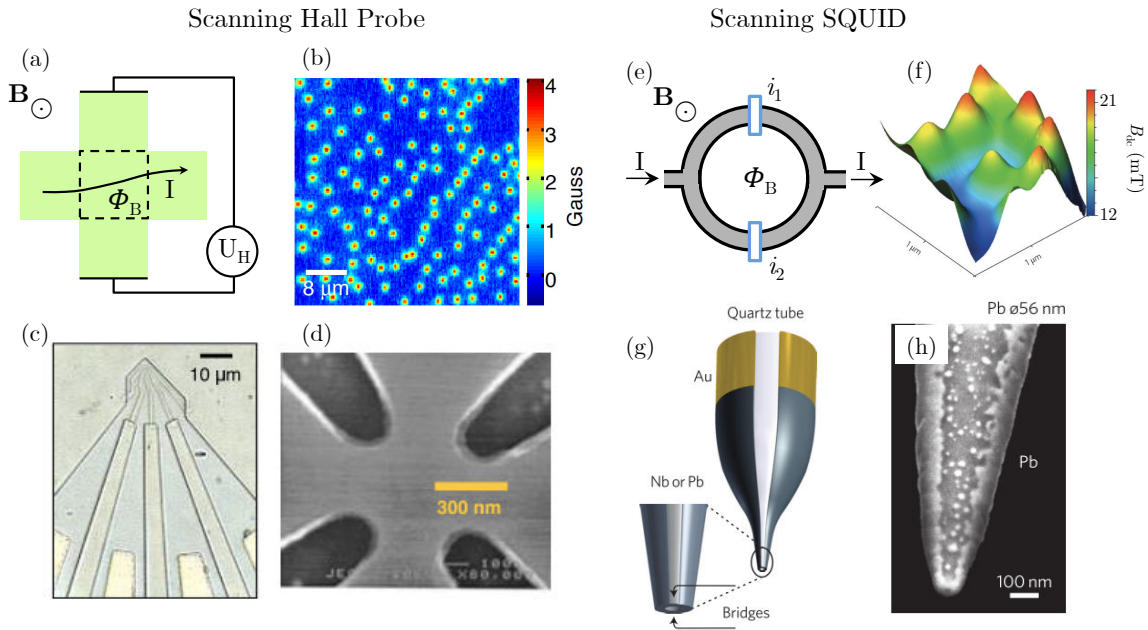 Scanning Hall Probe
Scanning SQUID
(a)
B
I
Φ_B
U_H
(b)
4
3
2
1
0
Gauss
8 μm
(c)
10 μm
(d)
300 nm
(e)
B
i_1
I
I
Φ_B
i_2
(f)
21
B_dc (mT)
12
1 μm
1 μm
(g)
Quartz tube
Au
Nb or Pb
Bridges
Pb ø56 nm
(h)
Pb
100 nm